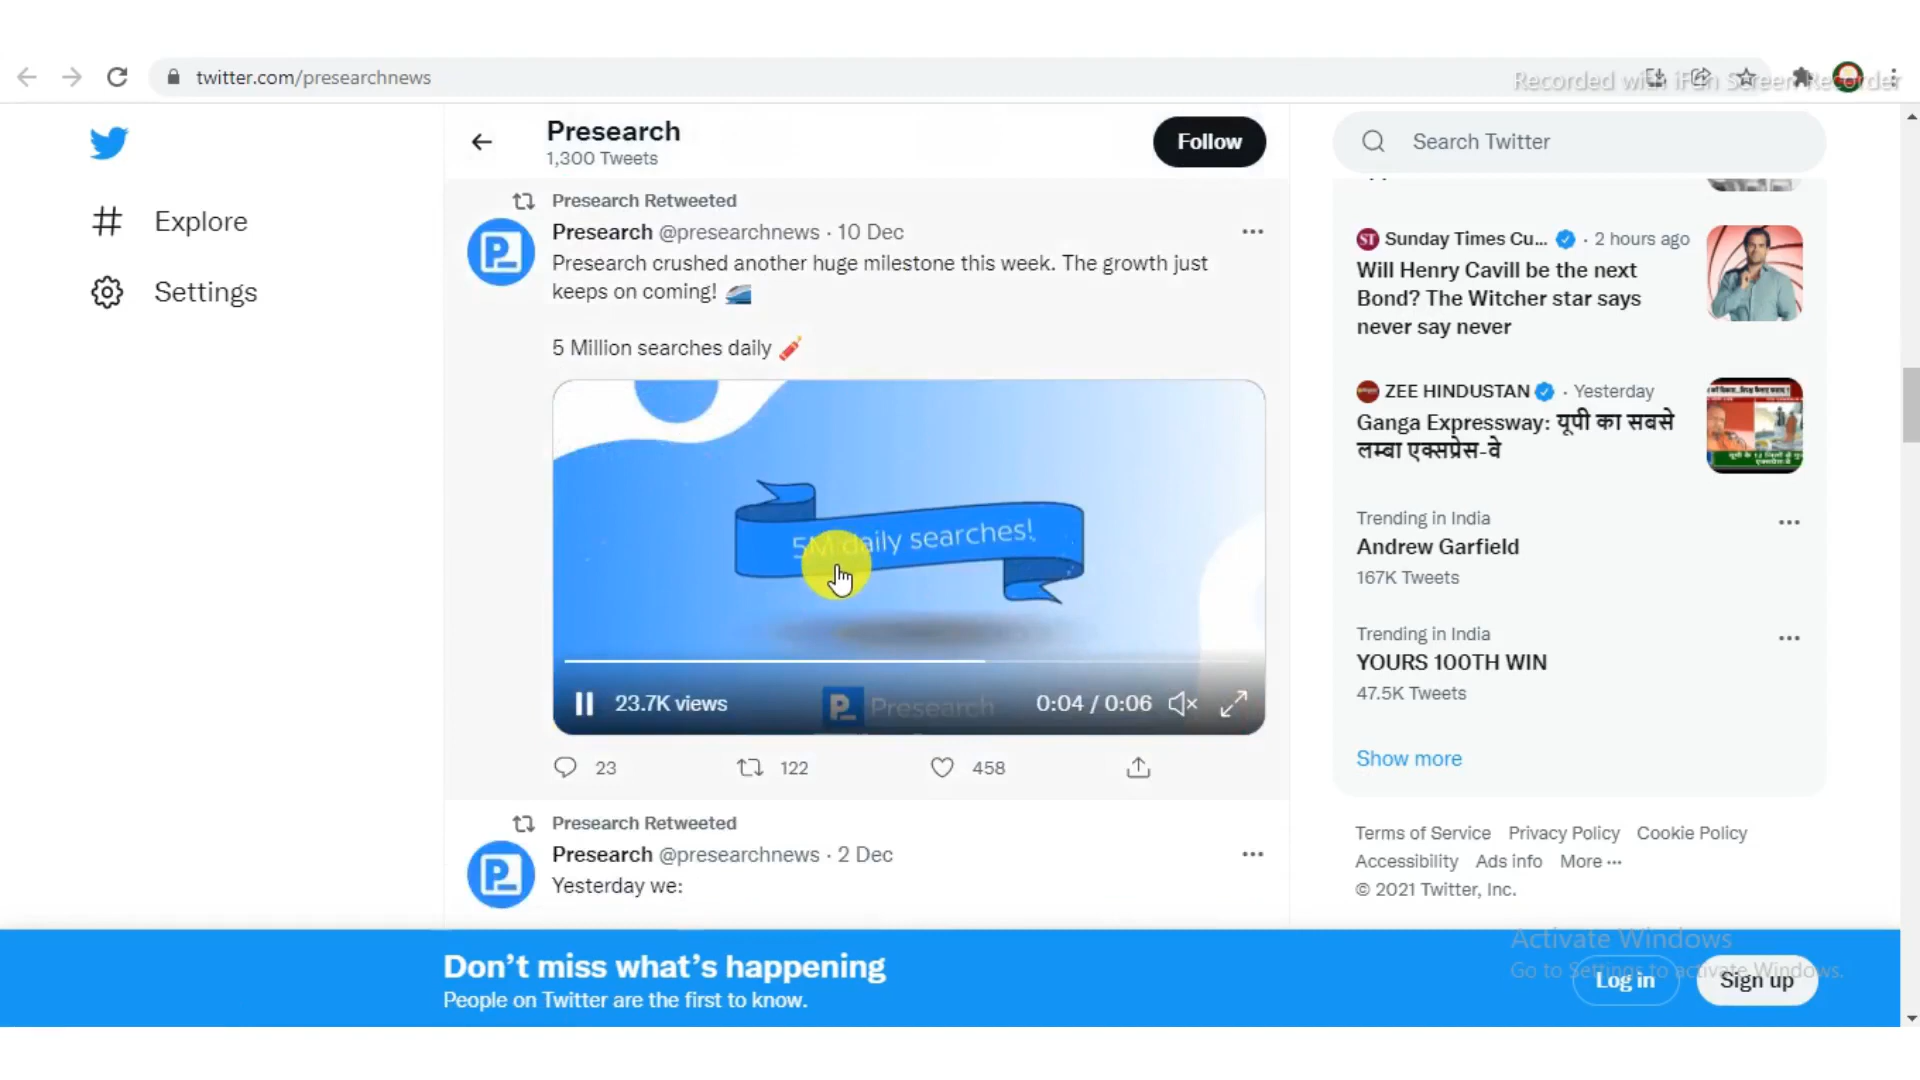 twitter.com/presearchnews
Recorded with iFun Screen Recorder
Presearch
1,300 Tweets
Follow
Search Twitter
Explore
Settings
Presearch Retweeted
Presearch @presearchnews · 10 Dec
Presearch crushed another huge milestone this week. The growth just
keeps on coming!
5 Million searches daily
5M daily searches!
23.7K views
Presearch
0:04 / 0:06
23
122
458
Presearch Retweeted
Presearch @presearchnews · 2 Dec
Yesterday we:
ST Sunday Times Cu... · 2 hours ago
Will Henry Cavill be the next
Bond? The Witcher star says
never say never
ZEE HINDUSTAN · Yesterday
Ganga Expressway: यूपी का सबसे
लम्बा एक्सप्रेस-वे
Trending in India
Andrew Garfield
167K Tweets
Trending in India
YOURS 100TH WIN
47.5K Tweets
Show more
Terms of Service Privacy Policy Cookie Policy
Accessibility Ads info More ···
© 2021 Twitter, Inc.
Don't miss what's happening
People on Twitter are the first to know.
Activate Windows
Go to Settings to activate Windows.
Log in
Sign up